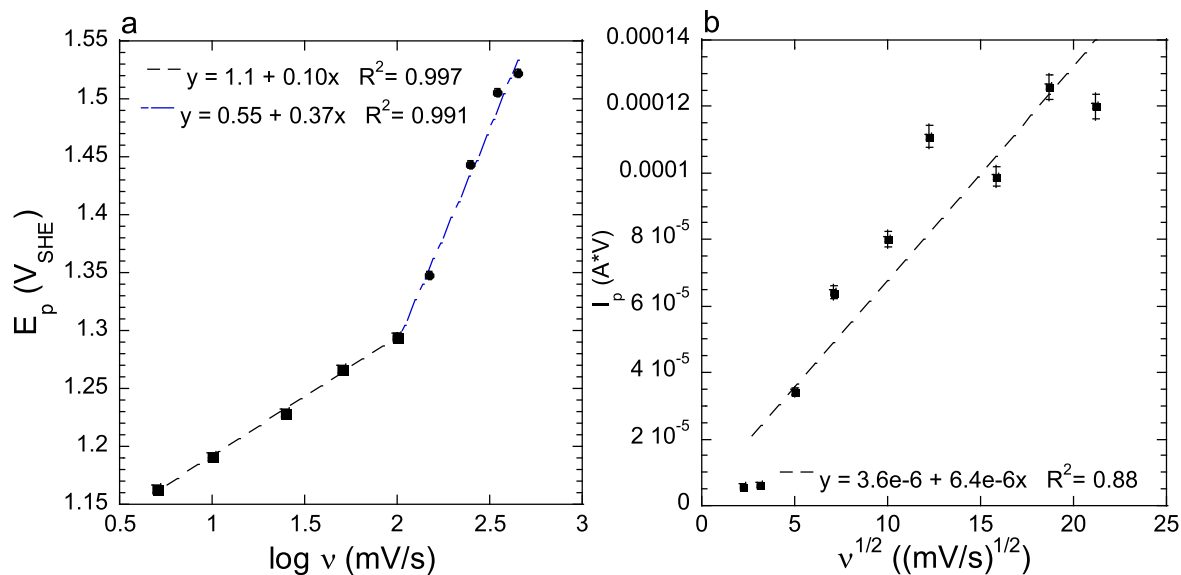 a
y = 1.1 + 0.10x R²= 0.997
y = 0.55 + 0.37x R²= 0.991
E_p (V_SHE)
1.55
1.5
1.45
1.4
1.35
1.3
1.25
1.2
1.15
0.5 1 1.5 2 2.5 3
log ν (mV/s)
b
I_p (A*V)
0.00014
0.00012
0.0001
8 10⁻⁵
6 10⁻⁵
4 10⁻⁵
2 10⁻⁵
0
y = 3.6e-6 + 6.4e-6x R²= 0.88
0 5 10 15 20 25
ν^1/2 ((mV/s)^1/2)